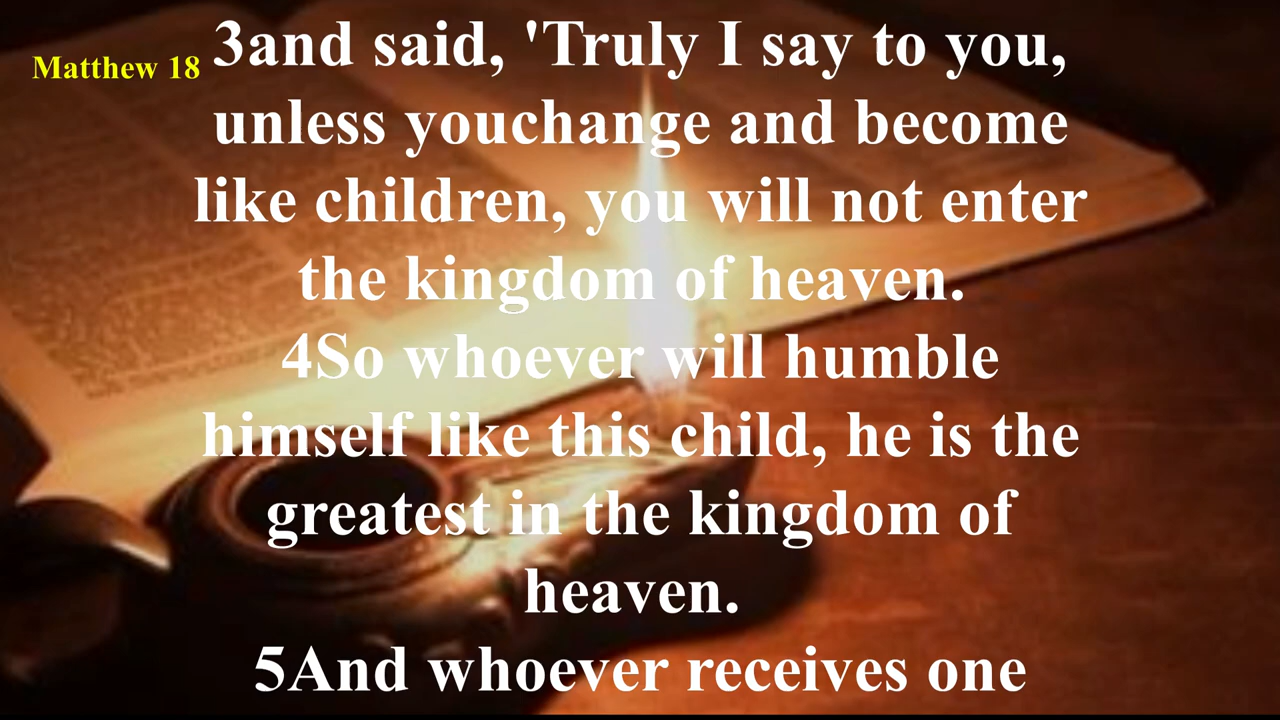 Matthew 18
3and said, 'Truly I say to you,
unless youchange and become
like children, you will not enter
the kingdom of heaven.
4So whoever will humble
himself like this child, he is the
greatest in the kingdom of
heaven.
5And whoever receives one